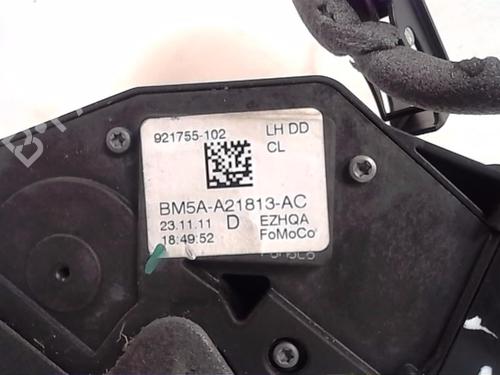 921755-102 LH DD
CL
BM5A-A21813-AC
23.11.11 D EZHQA
18:49:52 FoMoCo